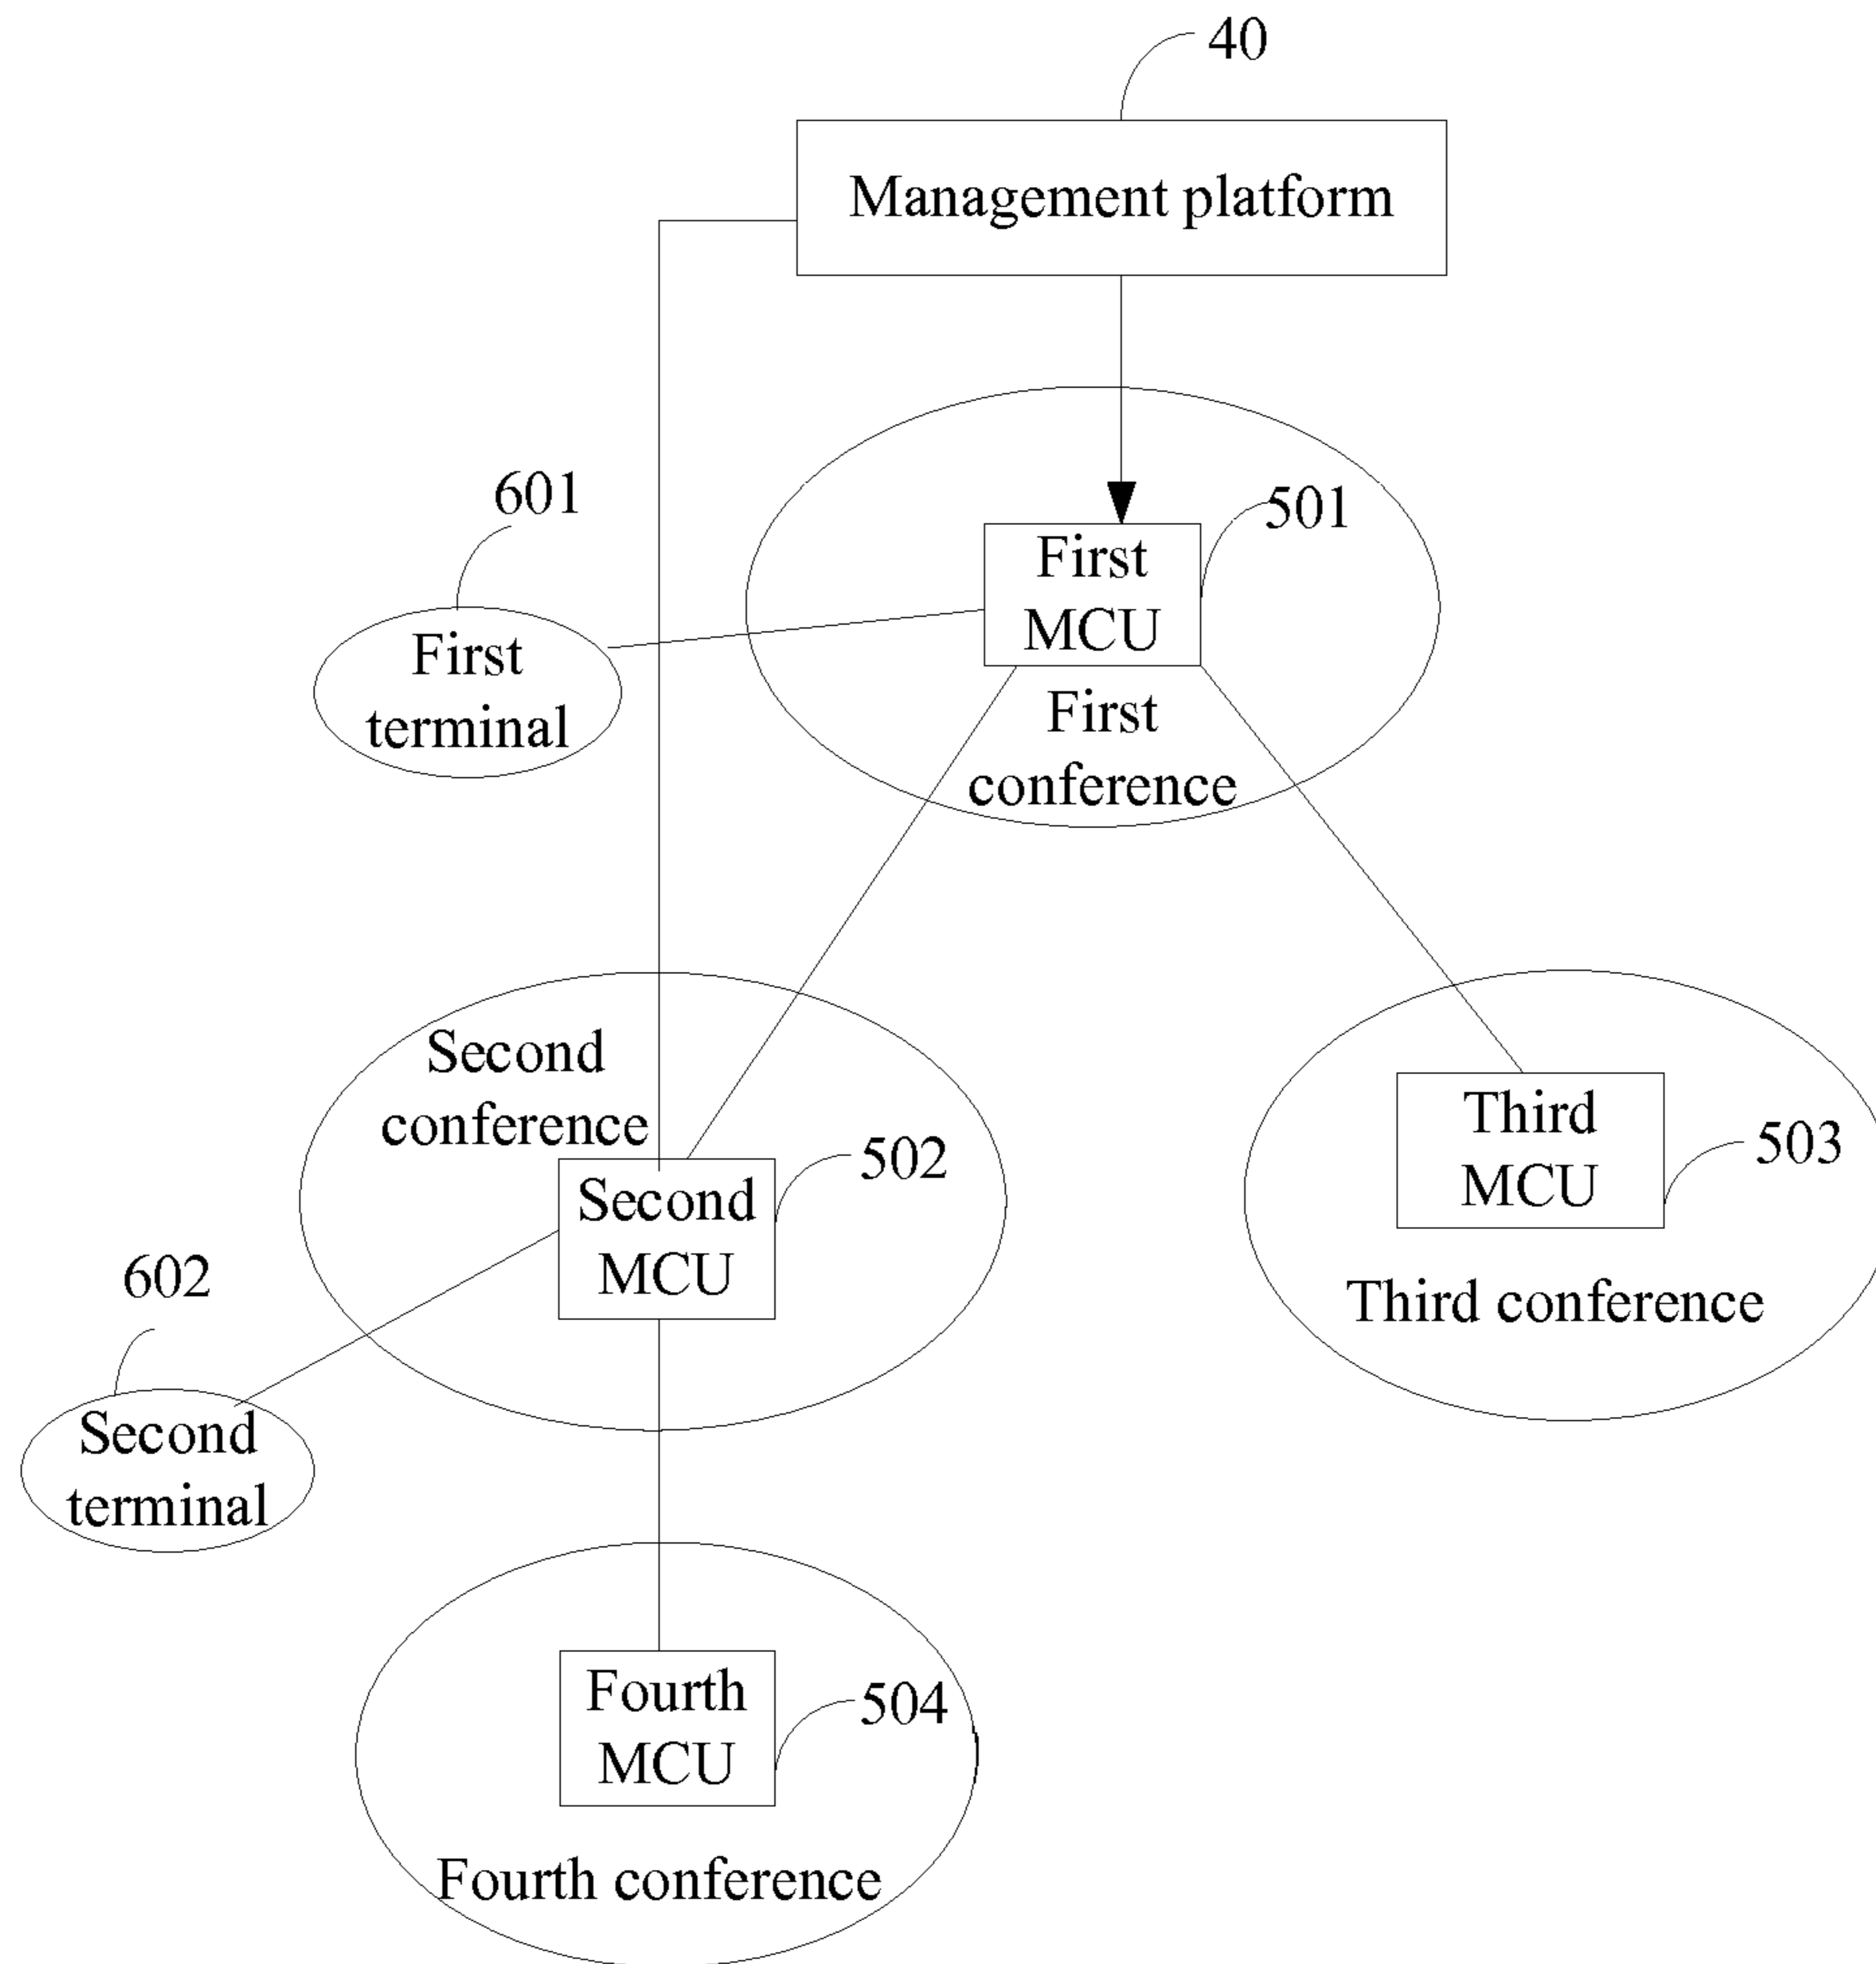 40
Management platform
601
501
First
MCU
First
terminal
First
conference
Second
conference
502
Second
MCU
Third
MCU
503
602
Third conference
Second
terminal
Fourth
MCU
504
Fourth conference